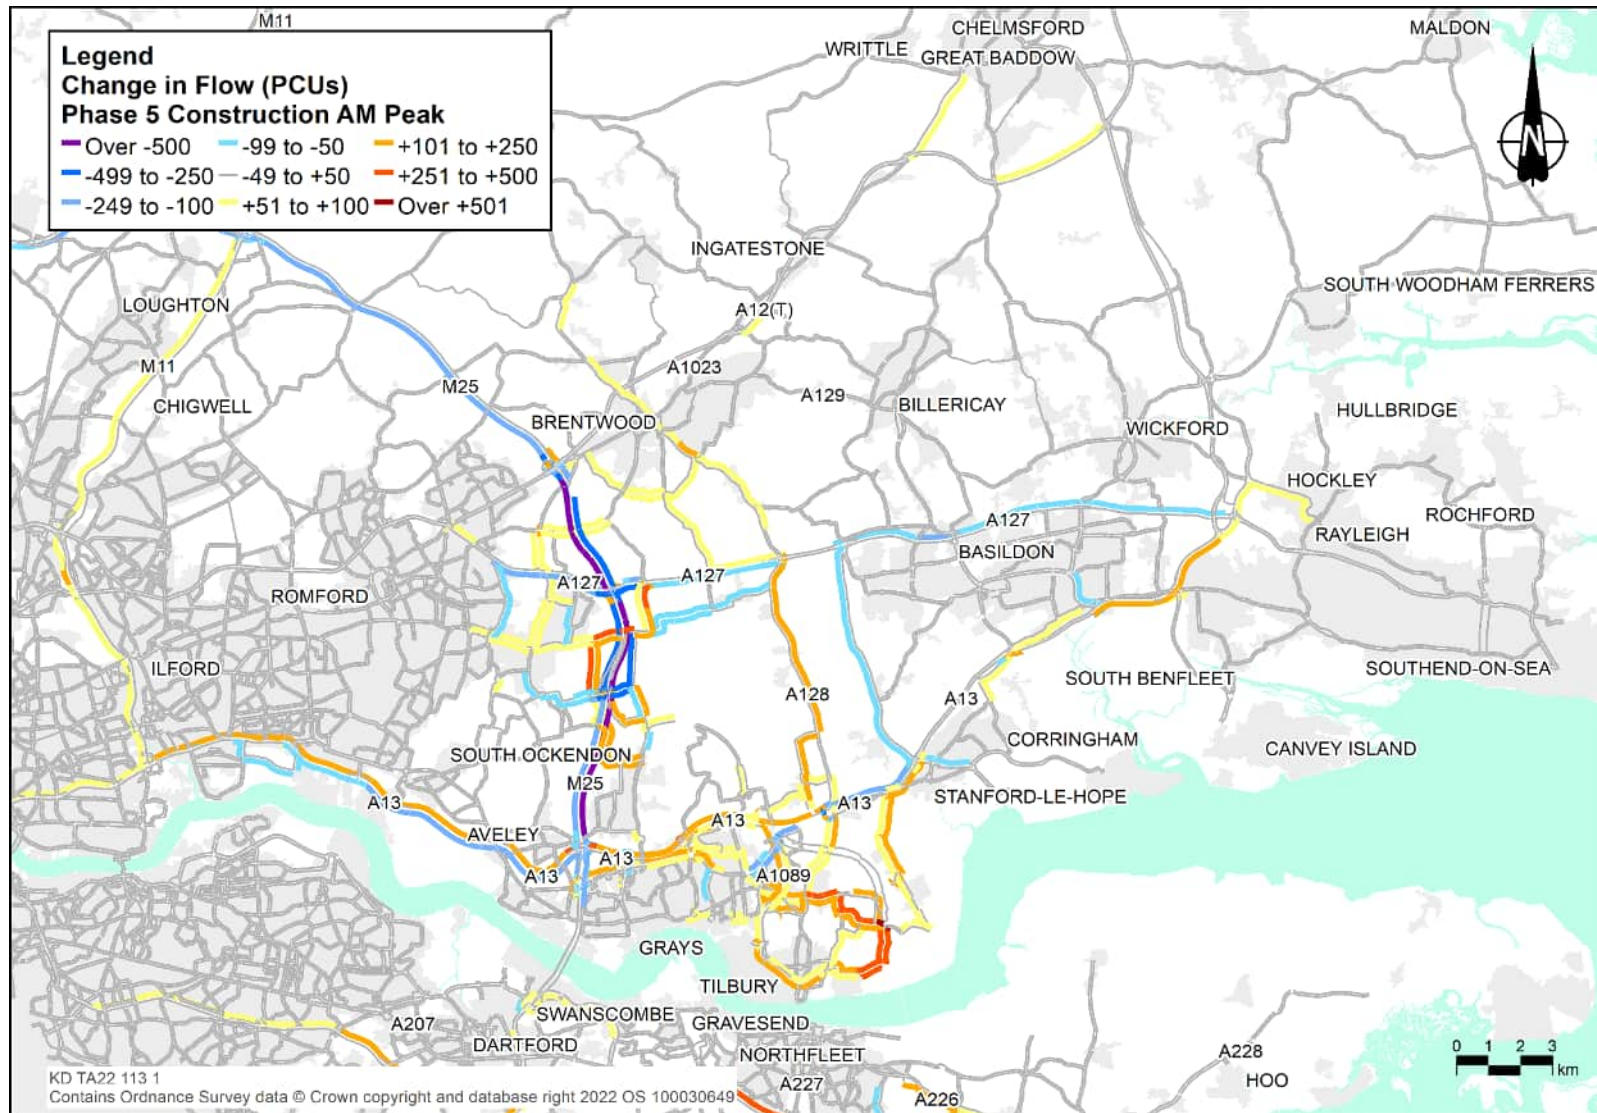 M11
Legend
Change in Flow (PCUs)
Phase 5 Construction AM Peak
Over -500 -99 to -50 +101 to +250
-499 to -250 -49 to +50 +251 to +500
-249 to -100 +51 to +100 Over +501
CHELMSFORD
MALDON
WRITTLE
GREAT BADDOW
N
INGATESTONE
SOUTH WOODHAM FERRERS
LOUGHTON
A12(T)
M11
A1023
M25
A129
CHIGWELL
BILLERICAY
HULLBRIDGE
BRENTWOOD
WICKFORD
HOCKLEY
A127
ROCHFORD
RAYLEIGH
BASILDON
A127
A127
ROMFORD
ILFORD
SOUTHEND-ON-SEA
SOUTH BENFLEET
A128
A13
CORRINGHAM
CANVEY ISLAND
SOUTH OCKENDON
M25
STANFORD-LE-HOPE
A13
A13
A13
AVELEY
A13
A13
A1089
GRAYS
TILBURY
SWANSCOMBE
A207
GRAVESEND
DARTFORD
NORTHFLEET
A228
HOO
A227
A226
0 1 2 3
km
KD TA22 113 1
Contains Ordnance Survey data © Crown copyright and database right 2022 OS 100030649